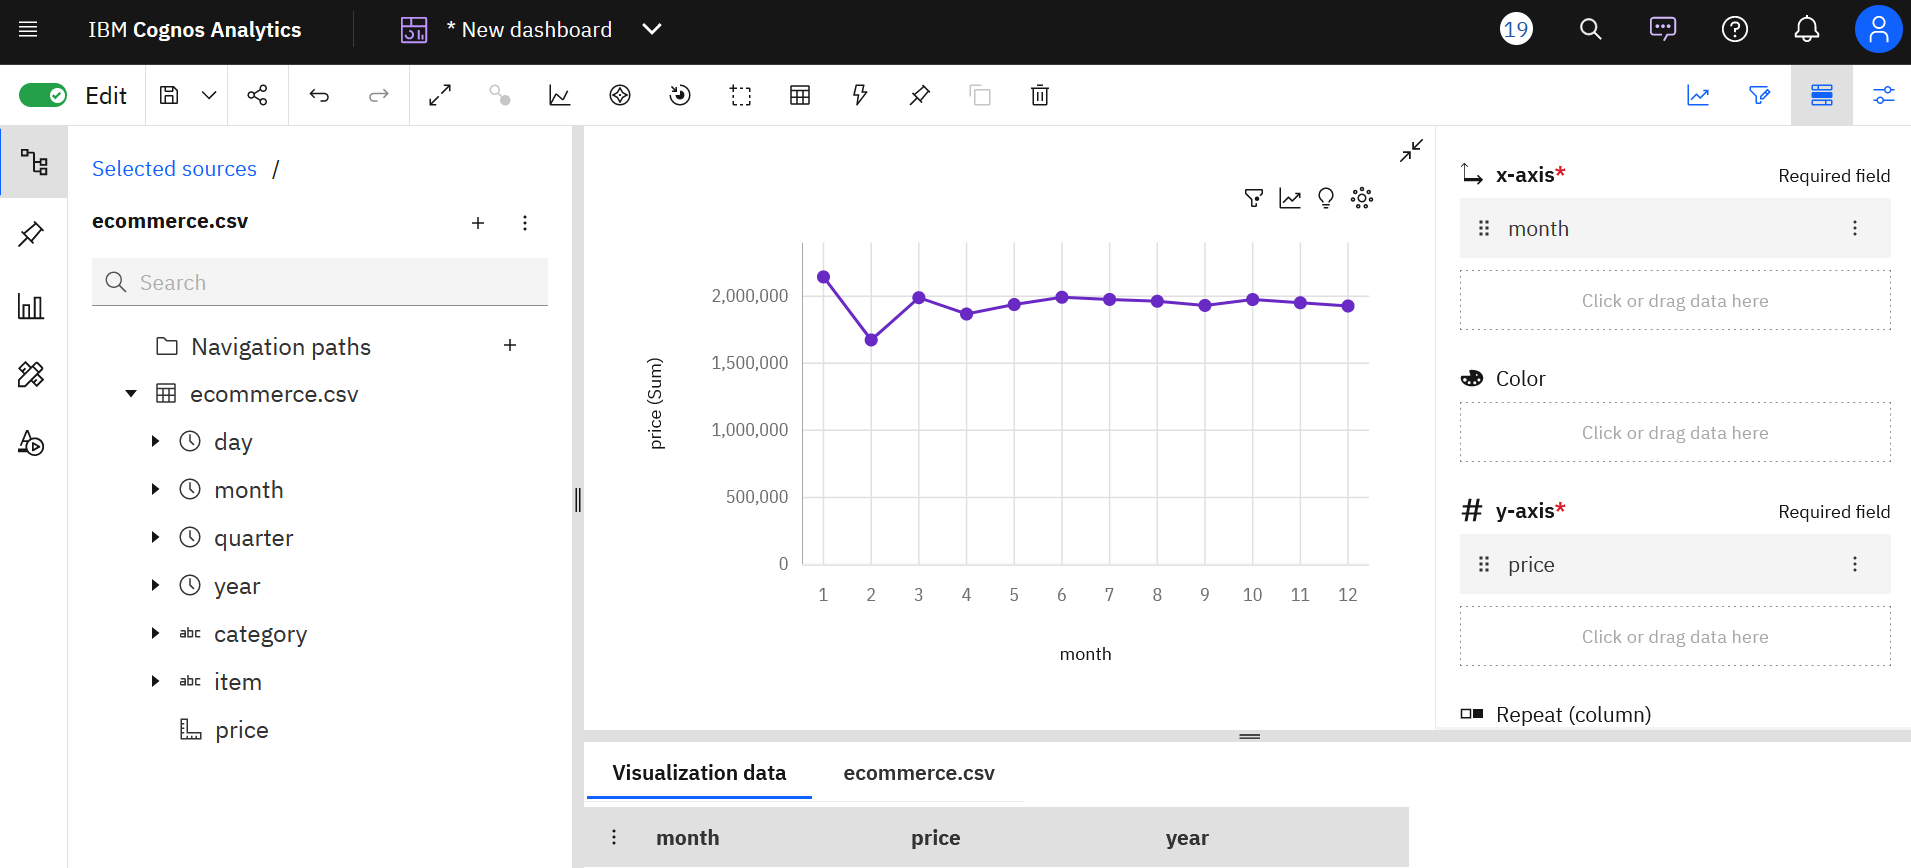 IBM Cognos Analytics
* New dashboard
19
Edit
Selected sources /
ecommerce.csv
Search
Navigation paths
ecommerce.csv
day
month
quarter
year
abc category
abc item
price
price (Sum)
2,000,000
1,500,000
1,000,000
500,000
0
1 2 3 4 5 6 7 8 9 10 11 12
month
x-axis* Required field
month
Click or drag data here
Color
Click or drag data here
y-axis* Required field
price
Click or drag data here
Repeat (column)
Visualization data ecommerce.csv
month price year